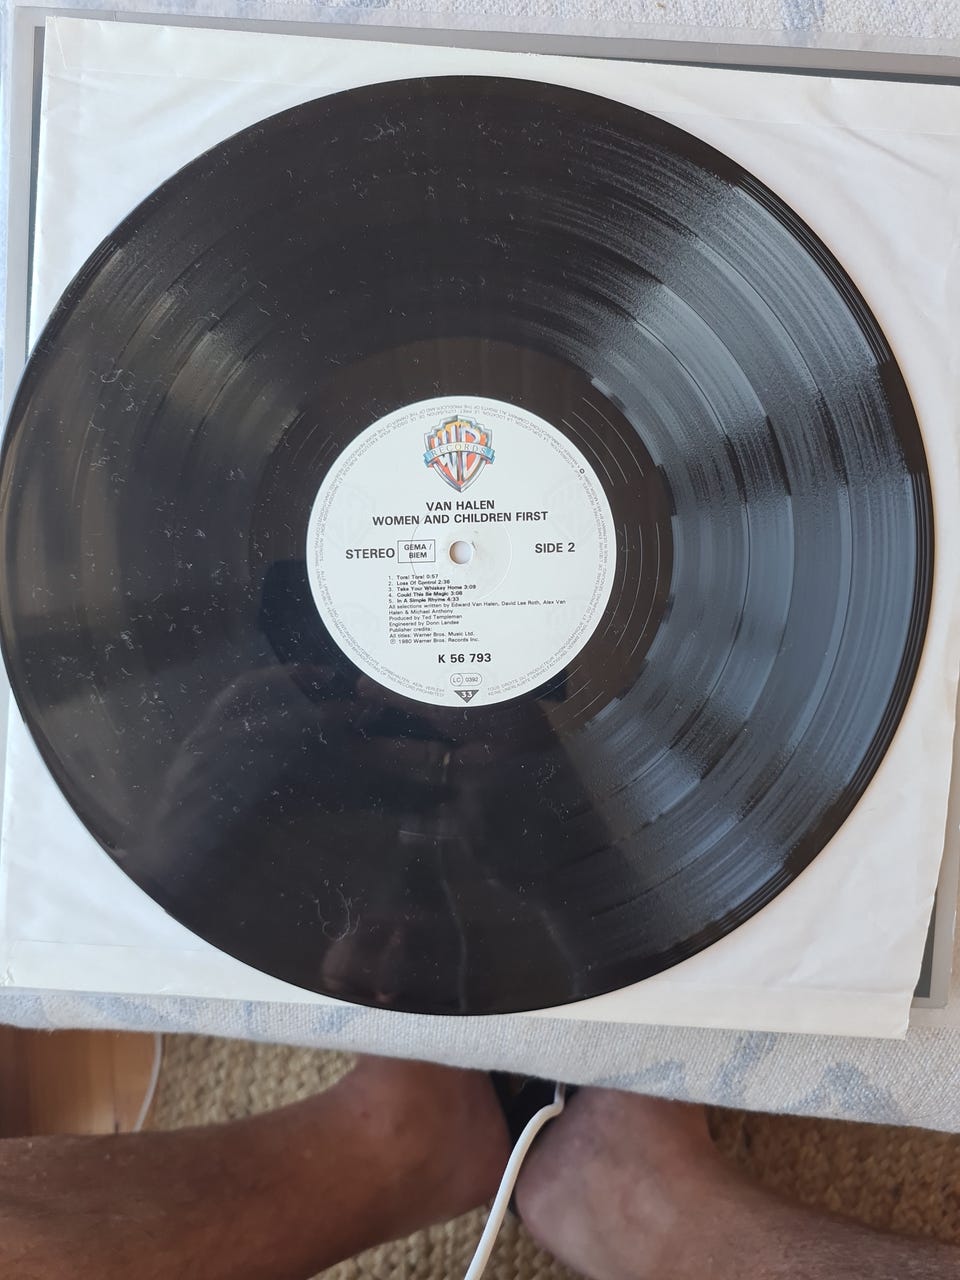 RECORDS
VAN HALEN
WOMEN AND CHILDREN FIRST
STEREO GEMA / BIEM SIDE 2
1. Tora! Tora! 0:57
2. Loss Of Control 2:36
3. Take Your Whiskey Home 3:09
4. Could This Be Magic 3:08
5. In A Simple Rhyme 4:33
All selections written by Edward Van Halen, David Lee Roth, Alex Van
Halen & Michael Anthony
Produced by Ted Templeman
Engineered by Donn Landee
Publisher credits:
All titles: Warner Bros. Music Ltd.
℗ 1980 Warner Bros. Records Inc.
K 56 793
LC 0392
33